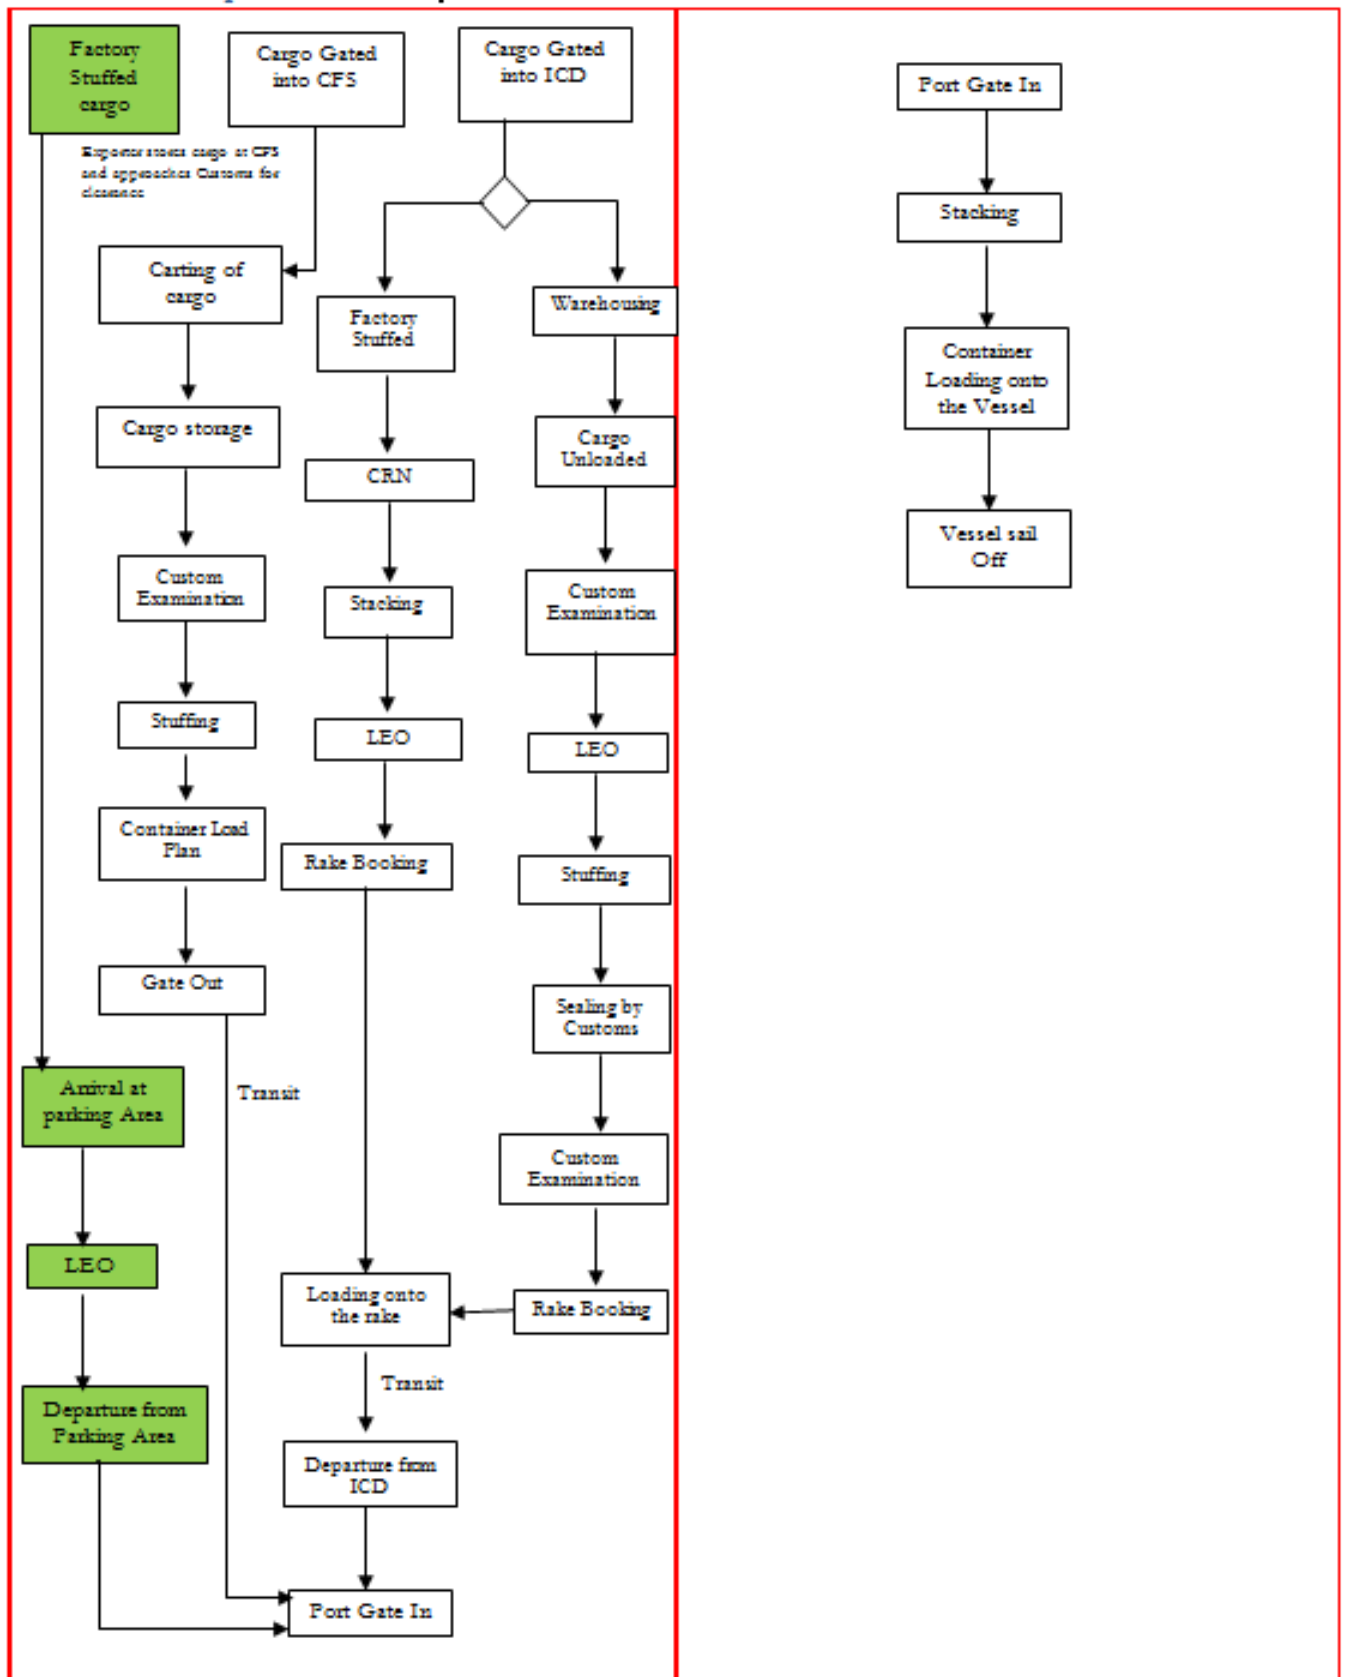 Factory
Stuffed
cargo
Cargo Gated
into CFS
Cargo Gated
into ICD
Exporter stores cargo at CFS
and approaches Customs for
clearance
Carting of
cargo
Cargo storage
Custom
Examination
Stuffing
Container Load
Plan
Gate Out
Transit
Arrival at
parking Area
LEO
Departure from
Parking Area
Factory
Stuffed
CRN
Stacking
LEO
Rake Booking
Loading onto
the rake
Transit
Departure from
ICD
Port Gate In
Warehousing
Cargo
Unloaded
Custom
Examination
LEO
Stuffing
Sealing by
Customs
Custom
Examination
Rake Booking
Port Gate In
Stacking
Container
Loading onto
the Vessel
Vessel sail
Off